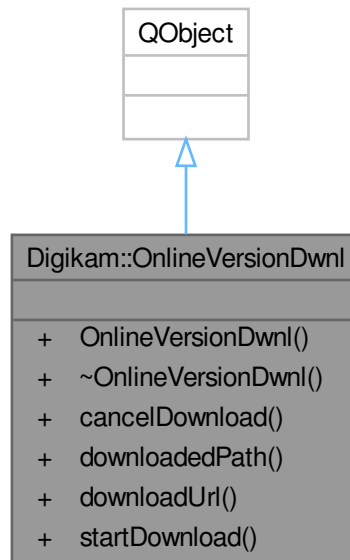 QObject
Digikam::OnlineVersionDwnl
+ OnlineVersionDwnl()
+ ~OnlineVersionDwnl()
+ cancelDownload()
+ downloadedPath()
+ downloadUrl()
+ startDownload()